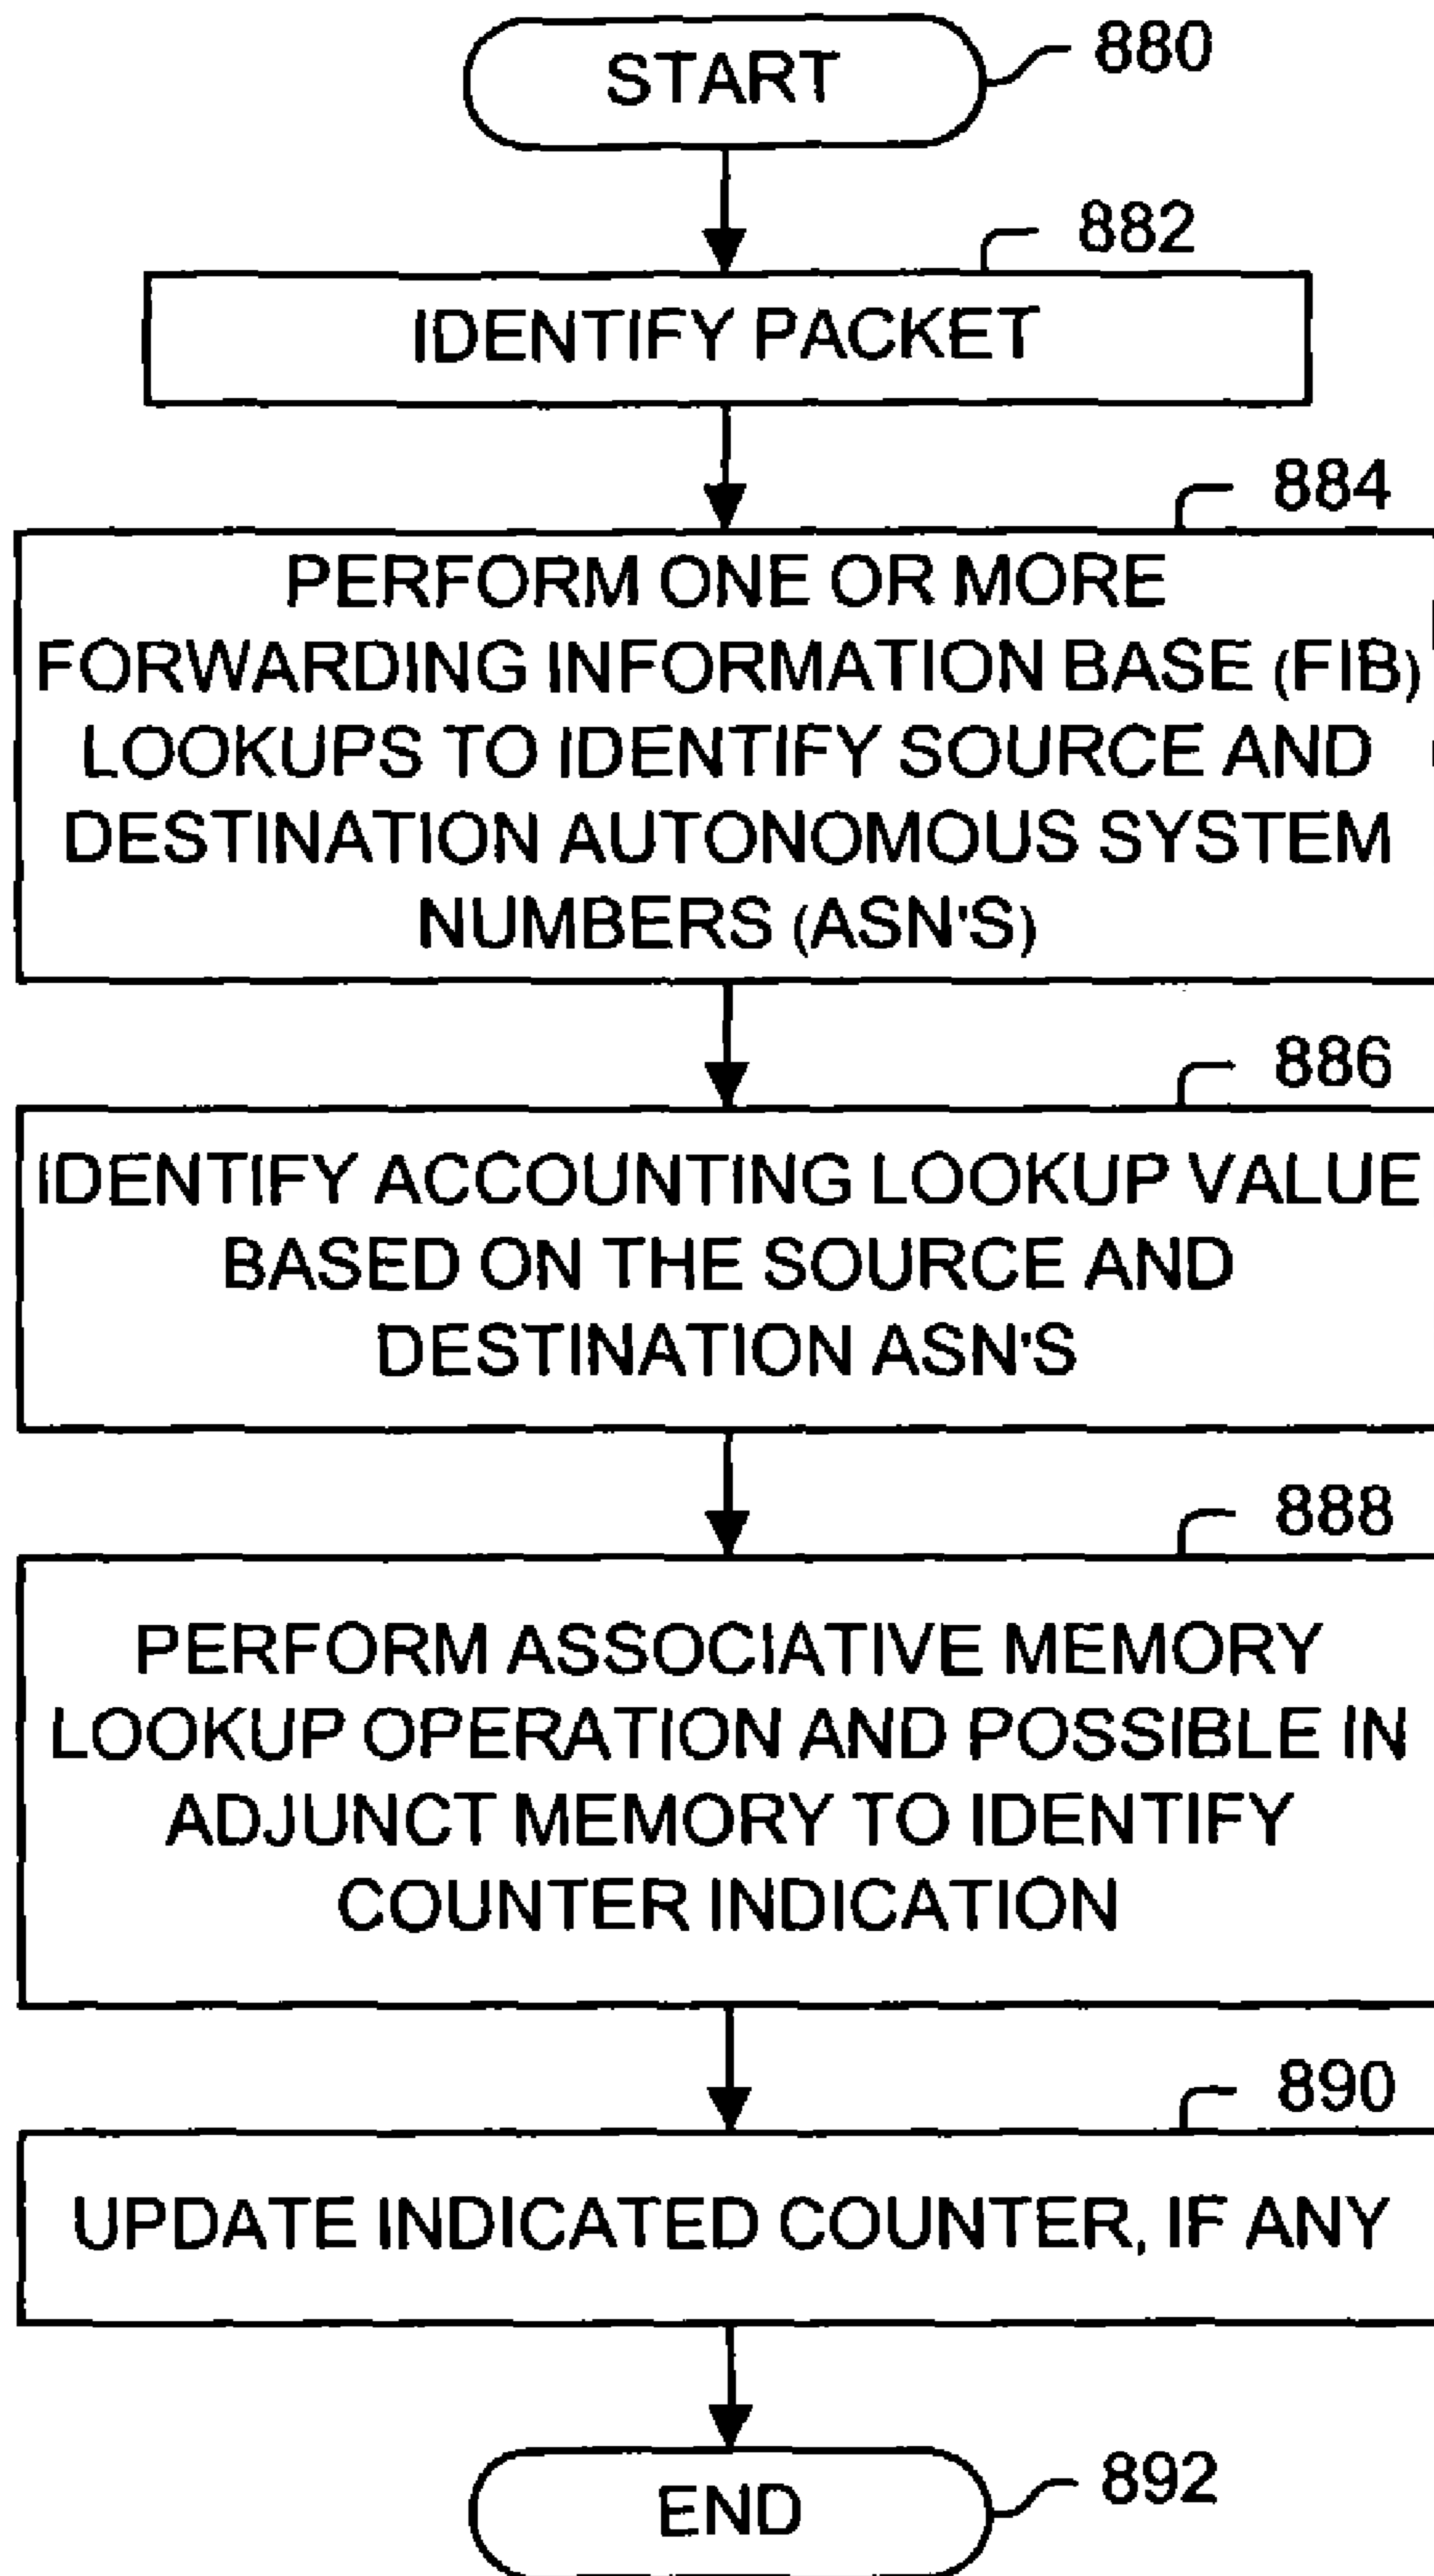 START
880
882
IDENTIFY PACKET
884
PERFORM ONE OR MORE
FORWARDING INFORMATION BASE (FIB)
LOOKUPS TO IDENTIFY SOURCE AND
DESTINATION AUTONOMOUS SYSTEM
NUMBERS (ASN'S)
886
IDENTIFY ACCOUNTING LOOKUP VALUE
BASED ON THE SOURCE AND
DESTINATION ASN'S
888
PERFORM ASSOCIATIVE MEMORY
LOOKUP OPERATION AND POSSIBLE IN
ADJUNCT MEMORY TO IDENTIFY
COUNTER INDICATION
890
UPDATE INDICATED COUNTER, IF ANY
END
892